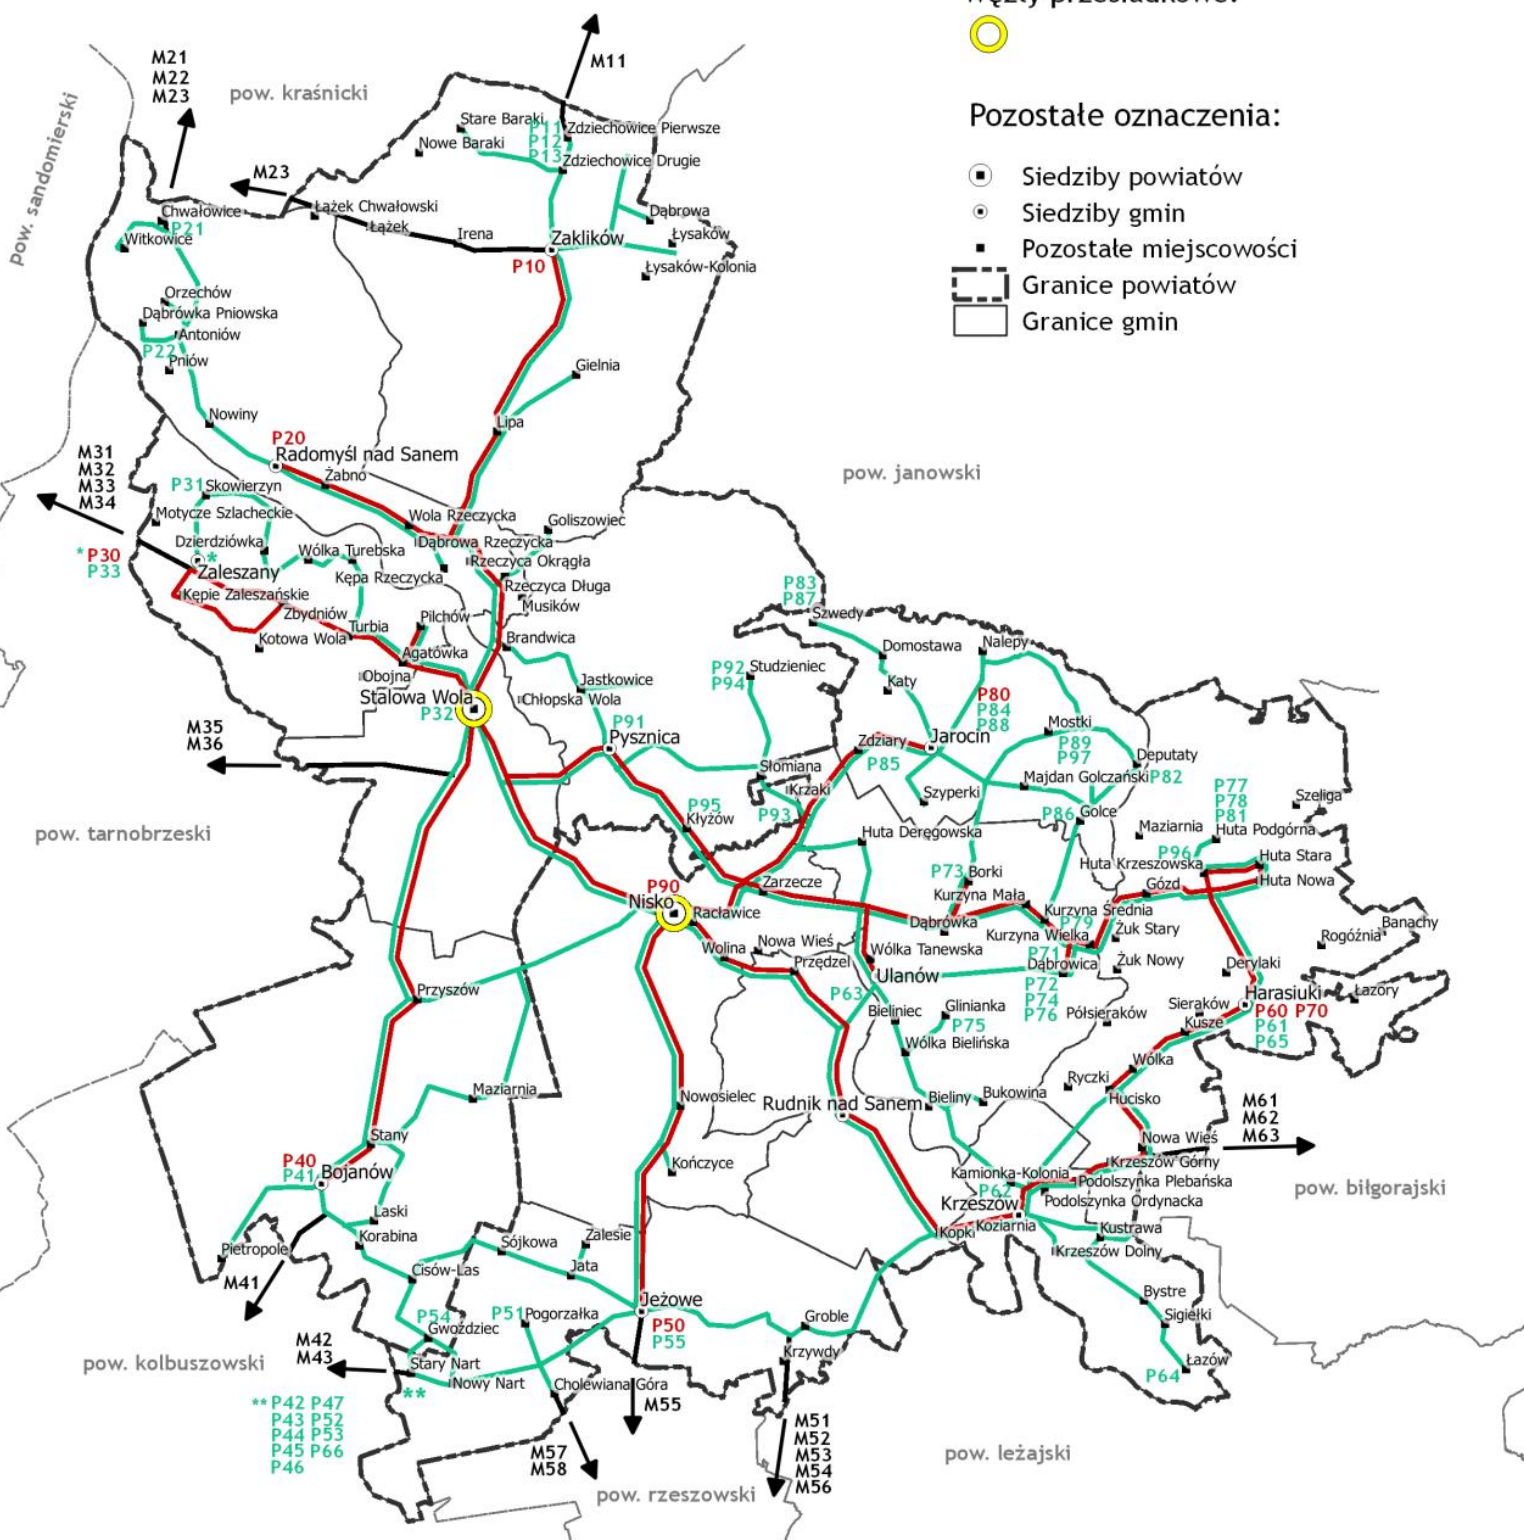 węzły przesiadkowe:
Pozostałe oznaczenia:
Siedziby powiatów
Siedziby gmin
Pozostałe miejscowości
Granice powiatów
Granice gmin
M21
M22
M23
pow. kraśnicki
M11
pow. sandomierski
Stare Baraki
P11
P12
P13
Zdziechowice Pierwsze
Nowe Baraki
Zdziechowice Drugie
M23
Łążek Chwałowski
Łążek
Irena
Zaklików
P10
Dąbrowa
Łysaków
Łysaków-Kolonia
Chwałowice
P21
Witkowice
Orzechów
Dąbrówka Pniowska
Antoniów
P22
Pniów
Gielnia
Nowiny
Lipa
P20
Radomyśl nad Sanem
Żabno
pow. janowski
M31
M32
M33
M34
P31
Skowierzyn
Motycze Szlacheckie
Wola Rzeczycka
Goliszowiec
Dzierdziówka
Dąbrowa Rzeczycka
* P30
P33
*
Zaleszany
Wólka Turebska
Rzeczyca Okrągła
Kępa Rzeczycka
Rzeczyca Długa
Kępie Zaleszańskie
Musików
Zbydniów
Pilchów
Turbia
Kotowa Wola
Agatówka
Brandwica
Obojna
Stalowa Wola
P32
Jastkowice
Chłopska Wola
P83
P87
Szwedy
Domostawa
Nalepy
P92
P94
Studzieniec
Katy
P80
P84
P88
M35
M36
P91
Pysznica
Zdziary
Jarocin
P85
Mostki
P89
P97
Deputaty
P82
Słomiana
Krzaki
Majdan Golczański
Szyperki
P77
P78
P81
Szeliga
pow. tarnobrzeski
P95
Kłyżów
P93
P86
Golce
Maziarnia
Huta Podgórna
Huta Deręgowska
P96
Huta Krzeszowska
Huta Stara
Huta Nowa
P73
Borki
P90
Nisko
Zarzecze
Kurzyna Mała
Gózd
Racławice
Dąbrówka
Kurzyna Średnia
P79
Kurzyna Wielka
Żuk Stary
Banachy
Rogóźnia
Wolina
Nowa Wieś
Wólka Tanewska
P71
Dąbrowica
Żuk Nowy
Derylaki
Przędzel
Ulanów
P72
P74
P76
Przyszów
P63
Bieliniec
Glinianka
P75
Półsieraków
Sieraków
Harasiuki
Łazory
Kusze
P60 P70
P61
P65
Wólka Bielińska
Wólka
Maziarnia
Nowosielec
Rudnik nad Sanem
Bieliny
Bukowina
Ryczki
Hucisko
M61
M62
M63
Stany
Nowa Wieś
P40
P41
Bojanów
Kończyce
Kamionka-Kolonia
Krzeszów Górny
P62
Podolszynka Plebańska
Krzeszów
Podolszynka Ordynacka
pow. biłgorajski
Laski
Korabina
Kopki
Koziarnia
Kustrawa
Krzeszów Dolny
Pietropole
M41
Sójkowa
Zalesie
Jata
Cisów-Las
Bystre
Sigiełki
P54
Gwoździec
P51
Pogorzałka
Jeżowe
P50
P55
Groble
M42
M43
pow. kolbuszowski
Stary Nart
Nowy Nart
Krzywdy
Łazów
P64
**
Cholewiana Góra
** P42 P47
P43 P52
P44 P53
P45 P66
P46
M55
M51
M52
M53
M54
M56
M57
M58
pow. rzeszowski
pow. leżajski